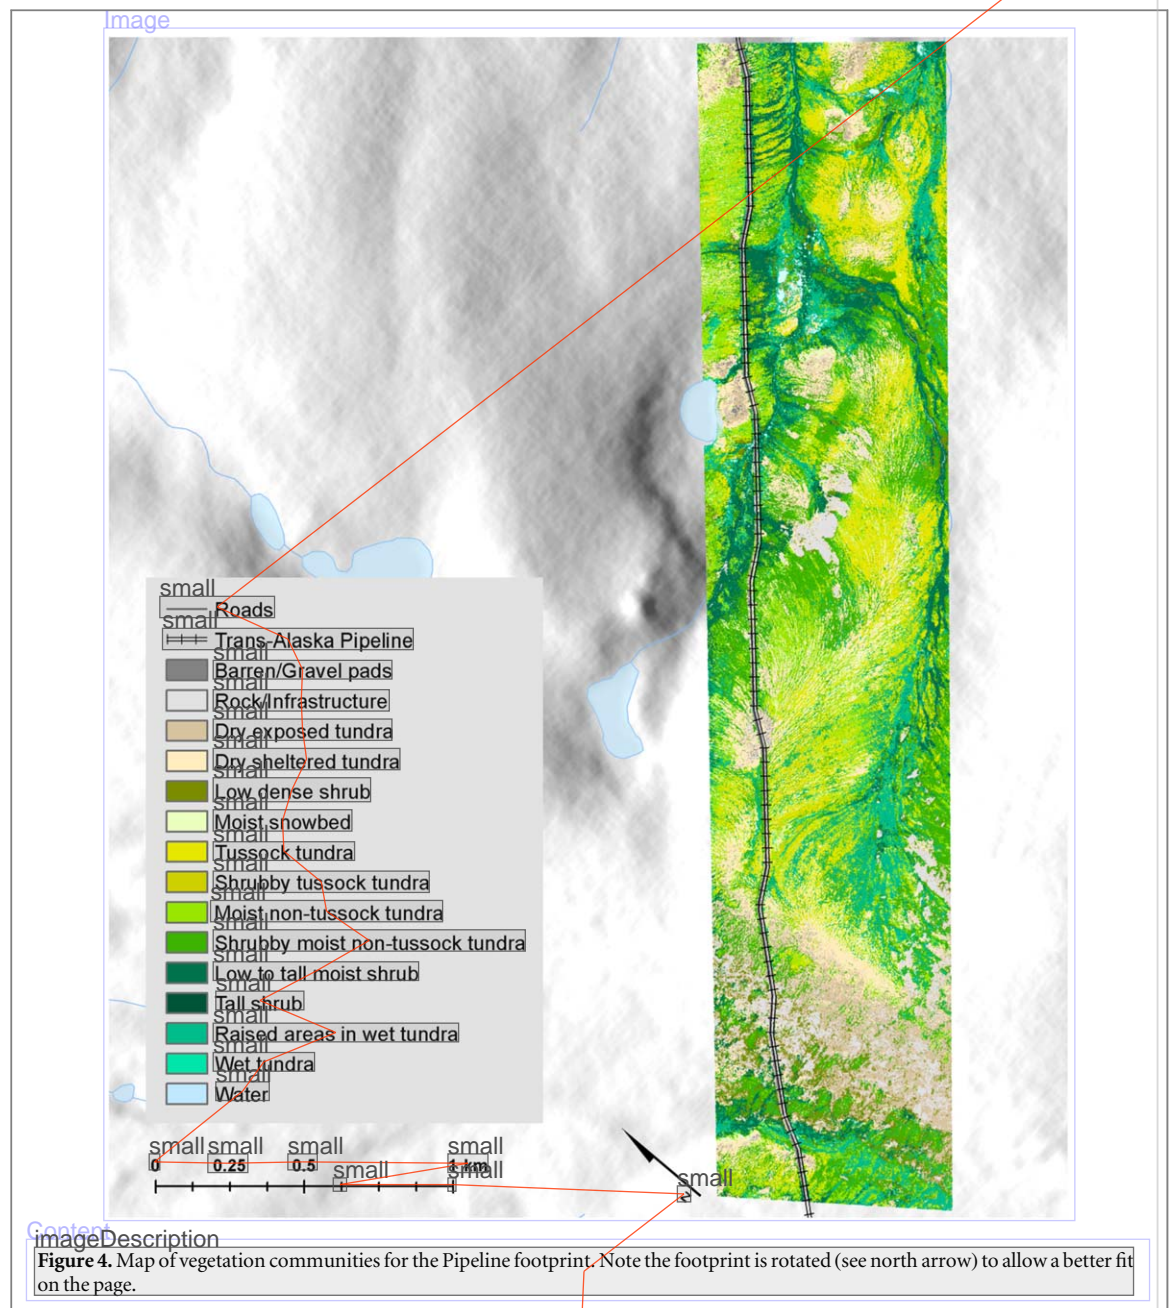 Image
small
Roads
small
Trans-Alaska Pipeline
small
Barren/Gravel pads
small
Rock/Infrastructure
small
Dry exposed tundra
small
Dry sheltered tundra
small
Low dense shrub
small
Moist snowbed
small
Tussock tundra
small
Shrubby tussock tundra
small
Moist non-tussock tundra
small
Shrubby moist non-tussock tundra
small
Low to tall moist shrub
small
Tall shrub
small
Raised areas in wet tundra
small
Wet tundra
small
Water
small small small small
0 0.25 0.5 1 km
small small
small
Content
imageDescription
Figure 4. Map of vegetation communities for the Pipeline footprint. Note the footprint is rotated (see north arrow) to allow a better fit
on the page.